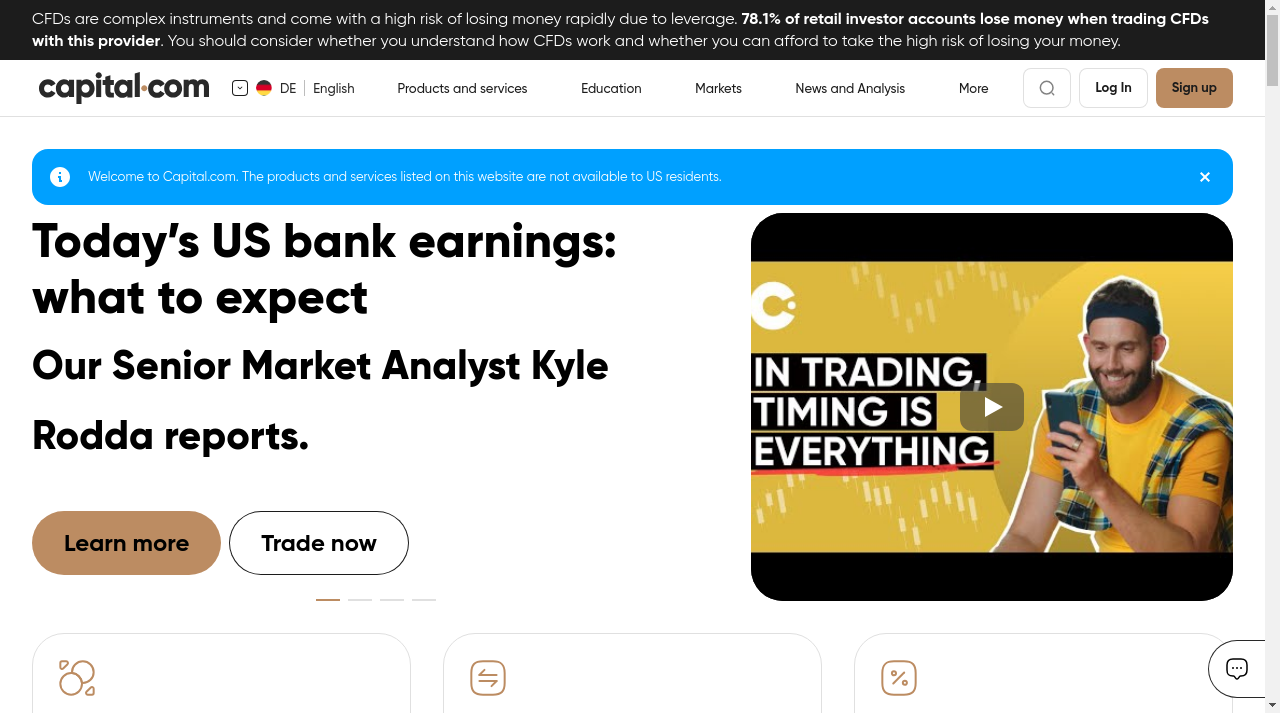 CFDs are complex instruments and come with a high risk of losing money rapidly due to leverage. 78.1% of retail investor accounts lose money when trading CFDs
with this provider. You should consider whether you understand how CFDs work and whether you can afford to take the high risk of losing your money.
capital.com
DE English
Products and services
Education
Markets
News and Analysis
More
Log In
Sign up
Welcome to Capital.com. The products and services listed on this website are not available to US residents.
Today’s US bank earnings:
what to expect
Our Senior Market Analyst Kyle
Rodda reports.
Learn more
Trade now
IN TRADING,
TIMING IS
EVERYTHING